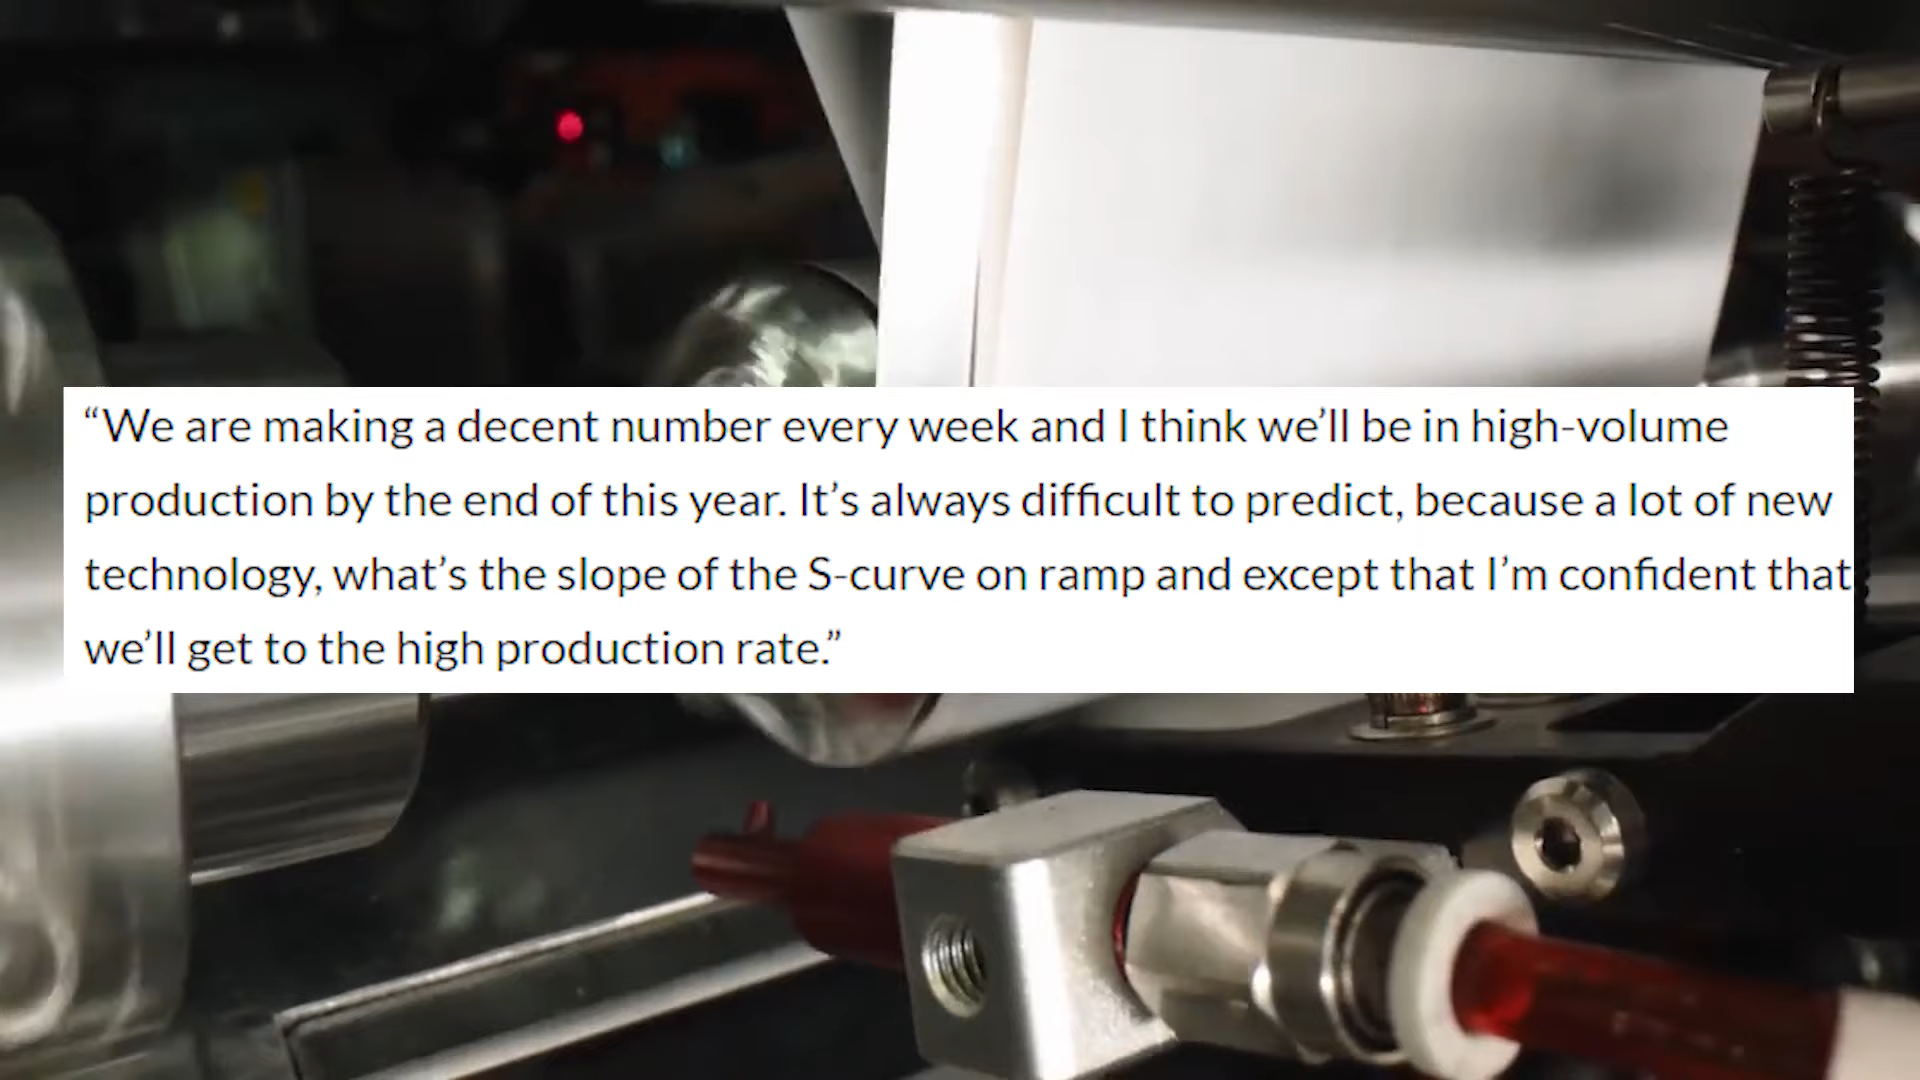 “We are making a decent number every week and I think we’ll be in high-volume
production by the end of this year. It’s always difficult to predict, because a lot of new
technology, what’s the slope of the S-curve on ramp and except that I’m confident that
we’ll get to the high production rate.”